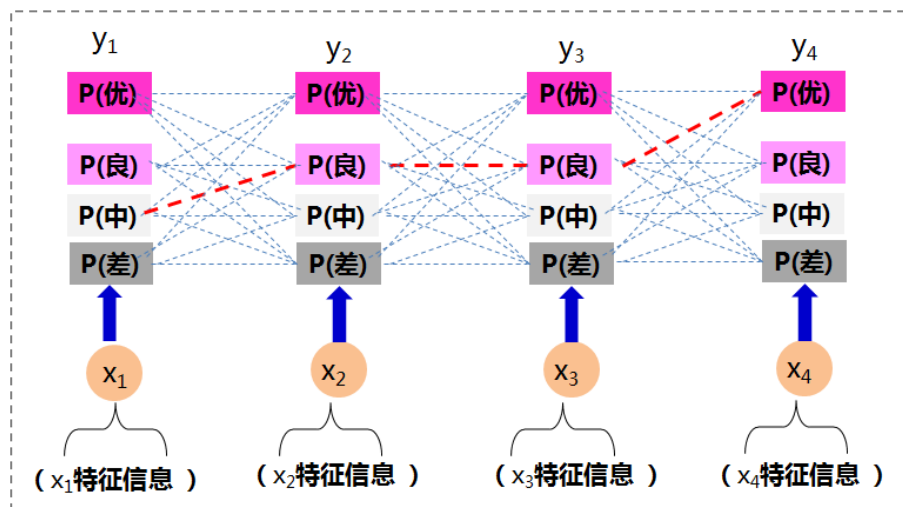 y₁ y₂ y₃ y₄
P(优) P(优) P(优) P(优)
P(良) P(良) P(良) P(良)
P(中) P(中) P(中) P(中)
P(差) P(差) P(差) P(差)
x₁ x₂ x₃ x₄
（x₁特征信息） （x₂特征信息） （x₃特征信息） （x₄特征信息）